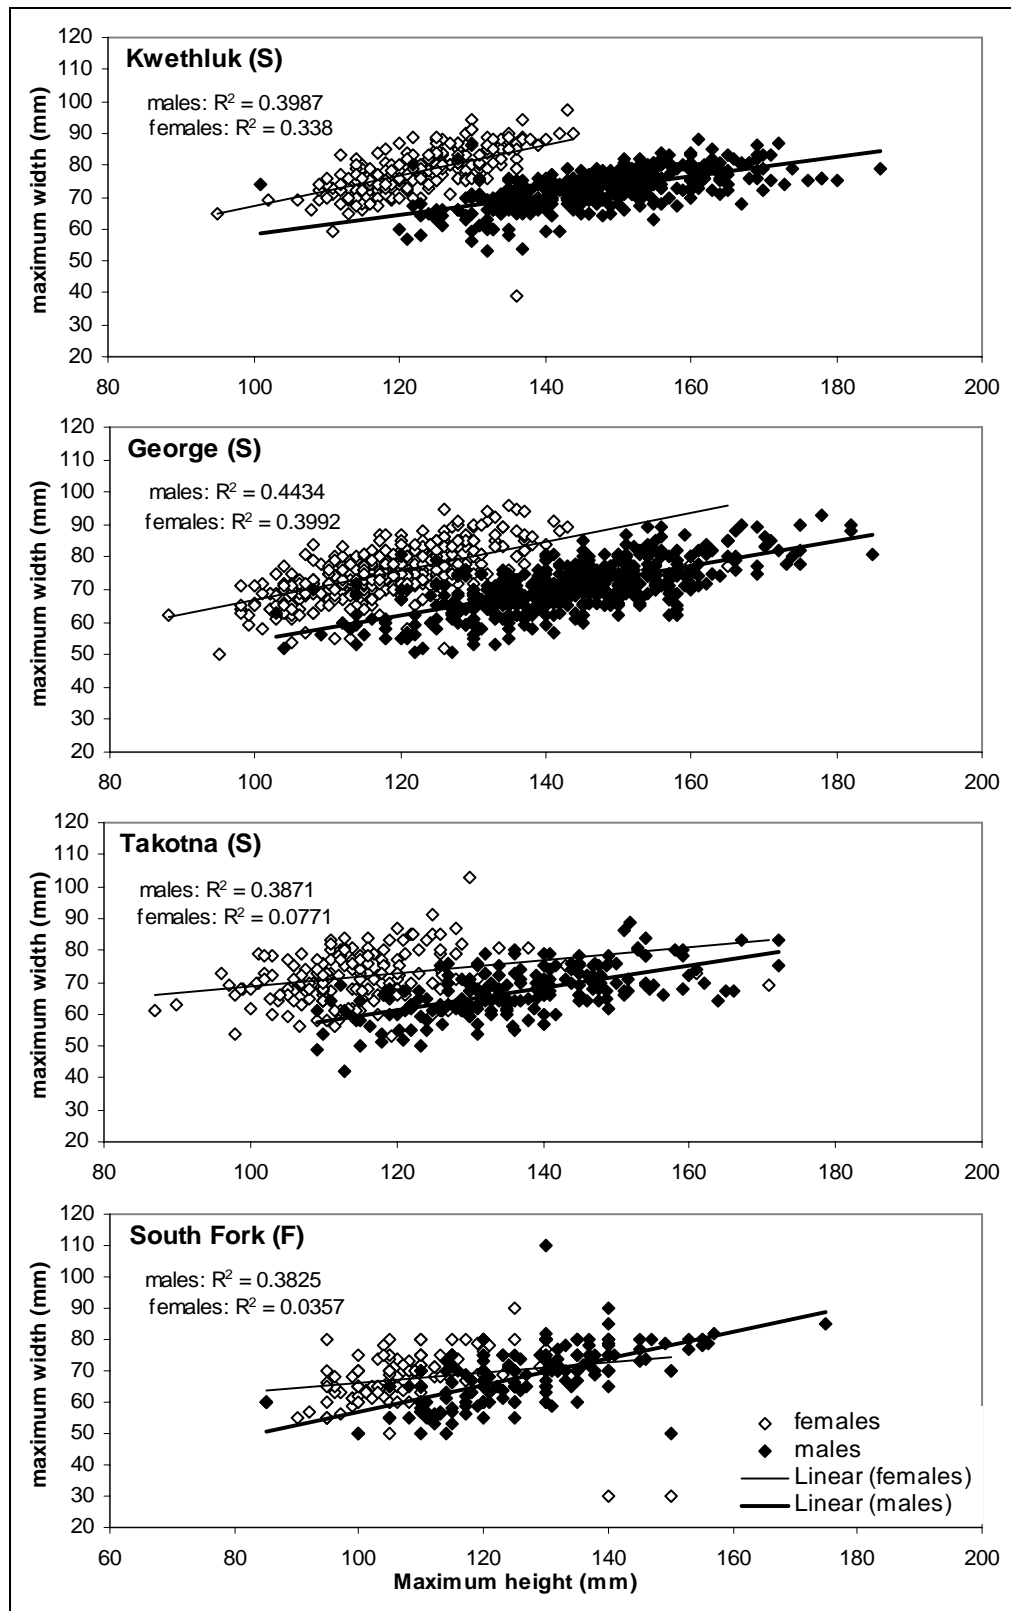 Kwethluk (S)
males: R² = 0.3987
females: R² = 0.338
maximum width (mm)
120
110
100
90
80
70
60
50
40
30
20
80 100 120 140 160 180 200
George (S)
males: R² = 0.4434
females: R² = 0.3992
maximum width (mm)
120
110
100
90
80
70
60
50
40
30
20
80 100 120 140 160 180 200
Takotna (S)
males: R² = 0.3871
females: R² = 0.0771
maximum width (mm)
120
110
100
90
80
70
60
50
40
30
20
80 100 120 140 160 180 200
South Fork (F)
males: R² = 0.3825
females: R² = 0.0357
maximum width (mm)
120
110
100
90
80
70
60
50
40
30
20
females
males
Linear (females)
Linear (males)
60 80 100 120 140 160 180 200
Maximum height (mm)